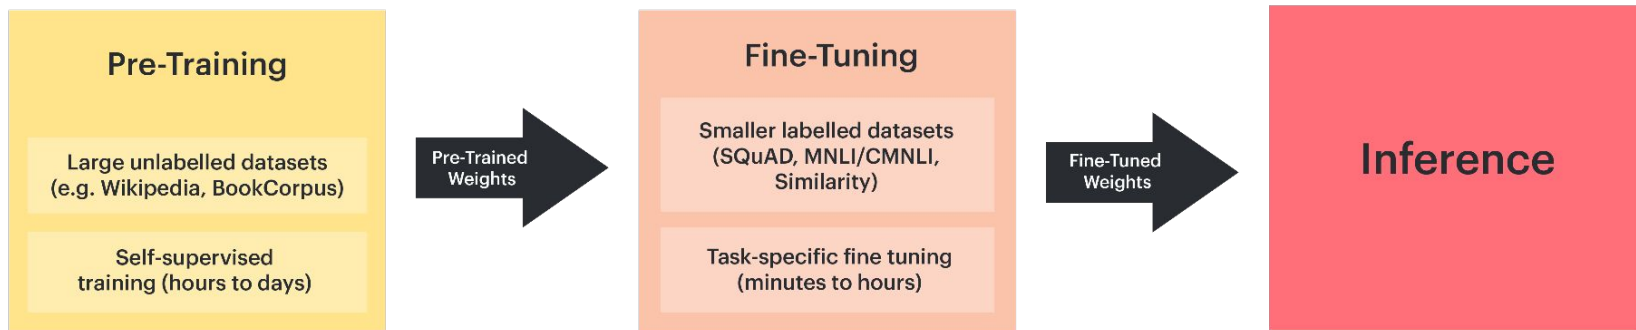 Pre-Training
Large unlabelled datasets
(e.g. Wikipedia, BookCorpus)
Self-supervised
training (hours to days)
Pre-Trained
Weights
Fine-Tuning
Smaller labelled datasets
(SQuAD, MNLI/CMNLI,
Similarity)
Task-specific fine tuning
(minutes to hours)
Fine-Tuned
Weights
Inference